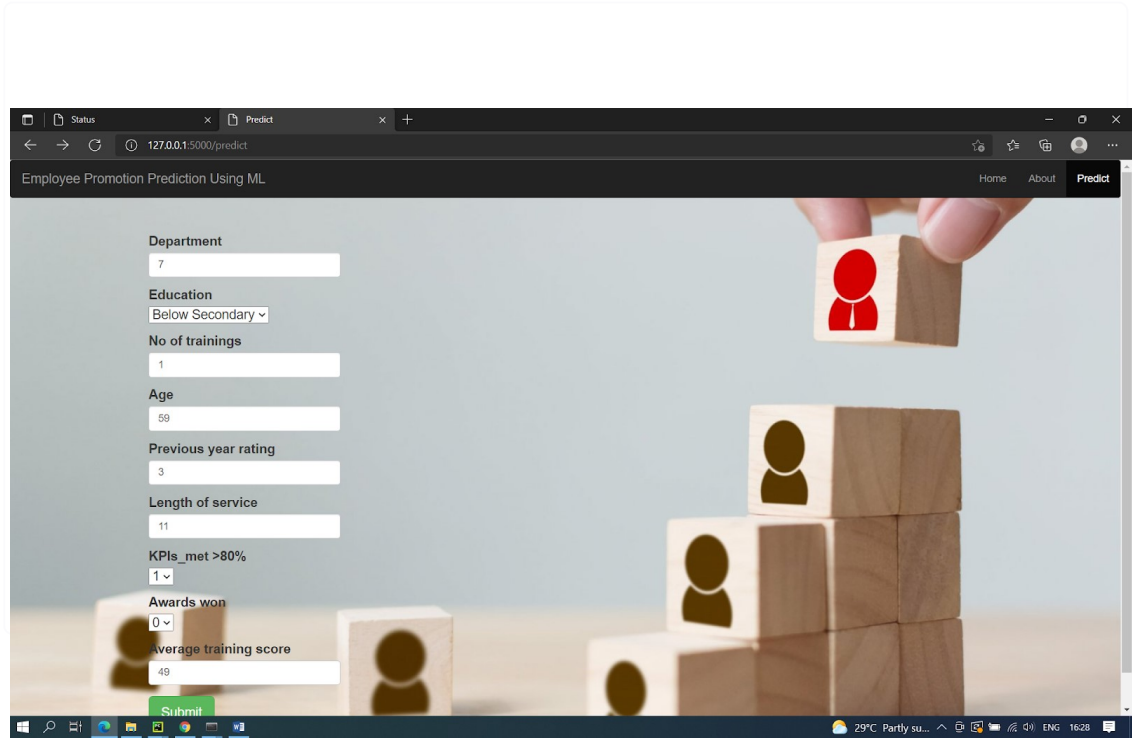 Status
Predict
127.0.0.1:5000/predict
Employee Promotion Prediction Using ML
Home About Predict
Department
7
Education
Below Secondary
No of trainings
1
Age
59
Previous year rating
3
Length of service
11
KPIs_met >80%
1
Awards won
0
Average training score
49
Submit
29°C Partly su... ENG 16:28